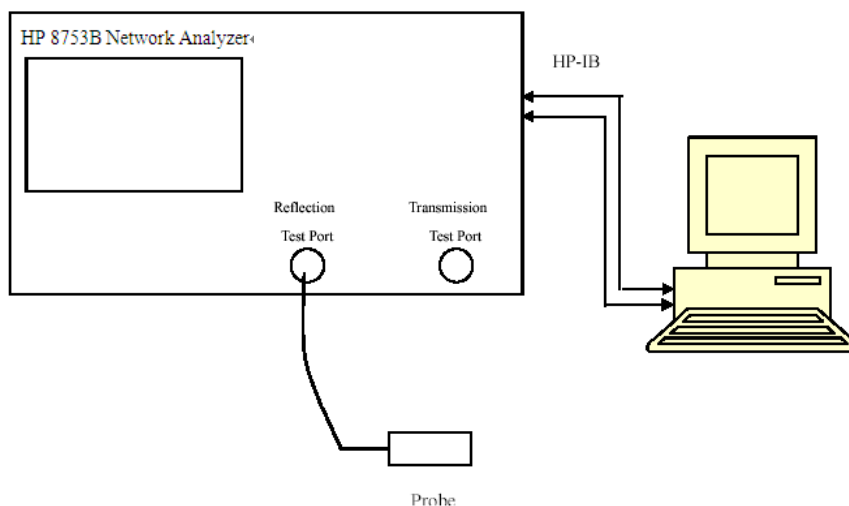 HP 8753B Network Analyzer
HP-IB
Reflection
Test Port
Transmission
Test Port
Probe